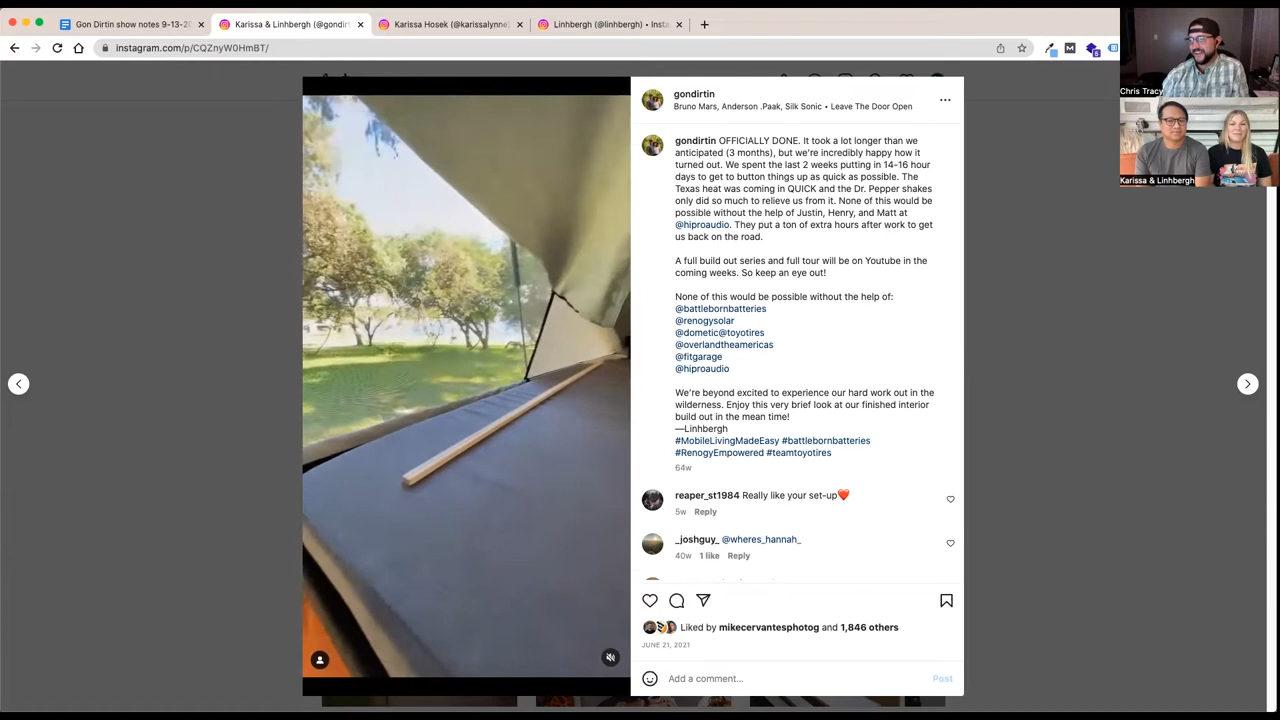 Gon Dirtin show notes 9-13-20
Karissa & Linhbergh (@gondirt
Karissa Hosek (@karissalynne)
Linhbergh (@linhbergh) • Insta
instagram.com/p/CQZnyW0HmBT/
Chris Tracy
Karissa & Linhbergh
gondirtin
Bruno Mars, Anderson .Paak, Silk Sonic • Leave The Door Open
gondirtin OFFICIALLY DONE. It took a lot longer than we
anticipated (3 months), but we're incredibly happy how it
turned out. We spent the last 2 weeks putting in 14-16 hour
days to get to button things up as quick as possible. The
Texas heat was coming in QUICK and the Dr. Pepper shakes
only did so much to relieve us from it. None of this would be
possible without the help of Justin, Henry, and Matt at
@hiproaudio. They put a ton of extra hours after work to get
us back on the road.
A full build out series and full tour will be on Youtube in the
coming weeks. So keep an eye out!
None of this would be possible without the help of:
@battlebornbatteries
@renogysolar
@dometic@toyotires
@overlandtheamericas
@fitgarage
@hiproaudio
We're beyond excited to experience our hard work out in the
wilderness. Enjoy this very brief look at our finished interior
build out in the mean time!
—Linhbergh
#MobileLivingMadeEasy #battlebornbatteries
#RenogyEmpowered #teamtoyotires
64w
reaper_st1984 Really like your set-up❤️
5w Reply
_joshguy_ @wheres_hannah_
40w 1 like Reply
Liked by mikecervantesphotog and 1,846 others
JUNE 21, 2021
Add a comment...
Post